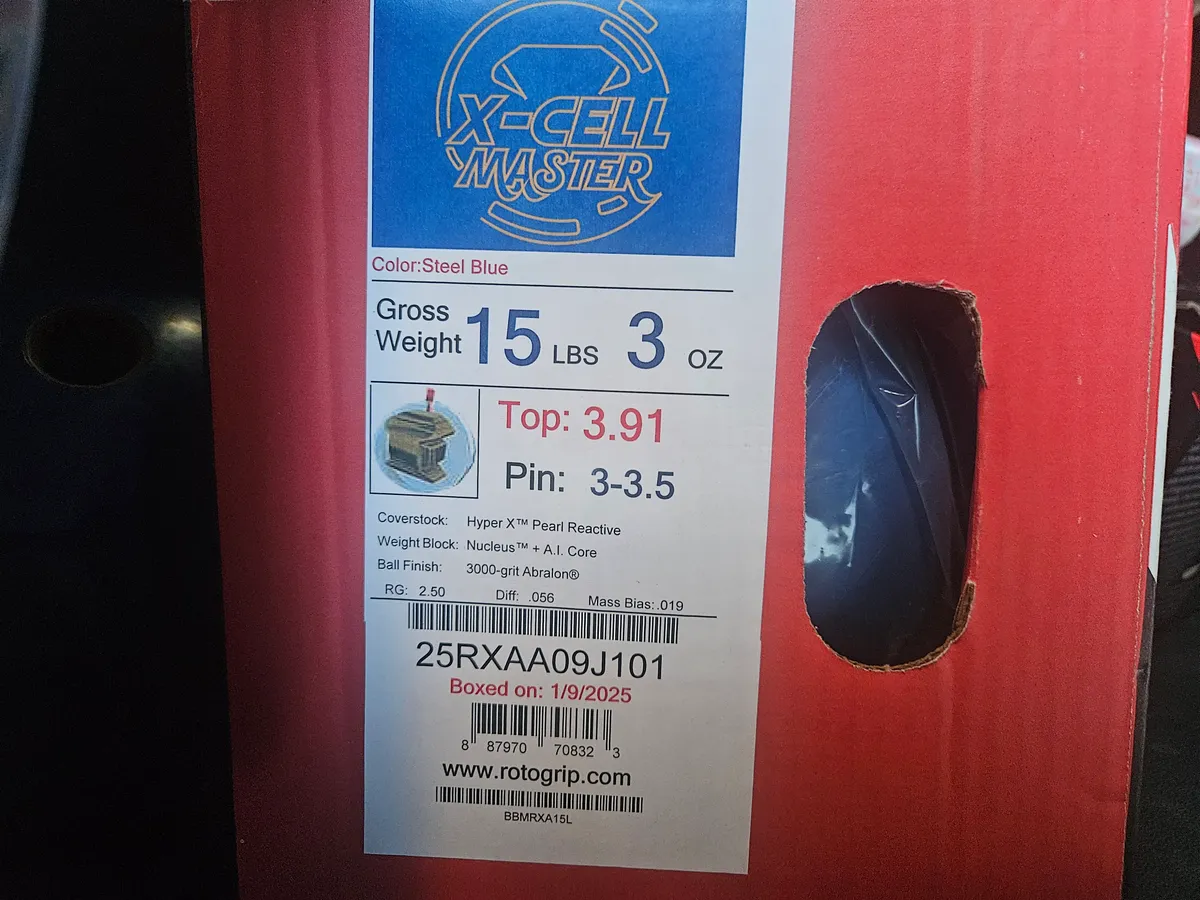 X-CELL
MASTER
Color:Steel Blue
Gross Weight 15 LBS 3 OZ
Top: 3.91
Pin: 3-3.5
Coverstock: Hyper X™ Pearl Reactive
Weight Block: Nucleus™ + A.I. Core
Ball Finish: 3000-grit Abralon®
RG: 2.50 Diff: .056 Mass Bias:.019
25RXAA09J101
Boxed on: 1/9/2025
8 87970 70832 3
www.rotogrip.com
BBMRXA15L